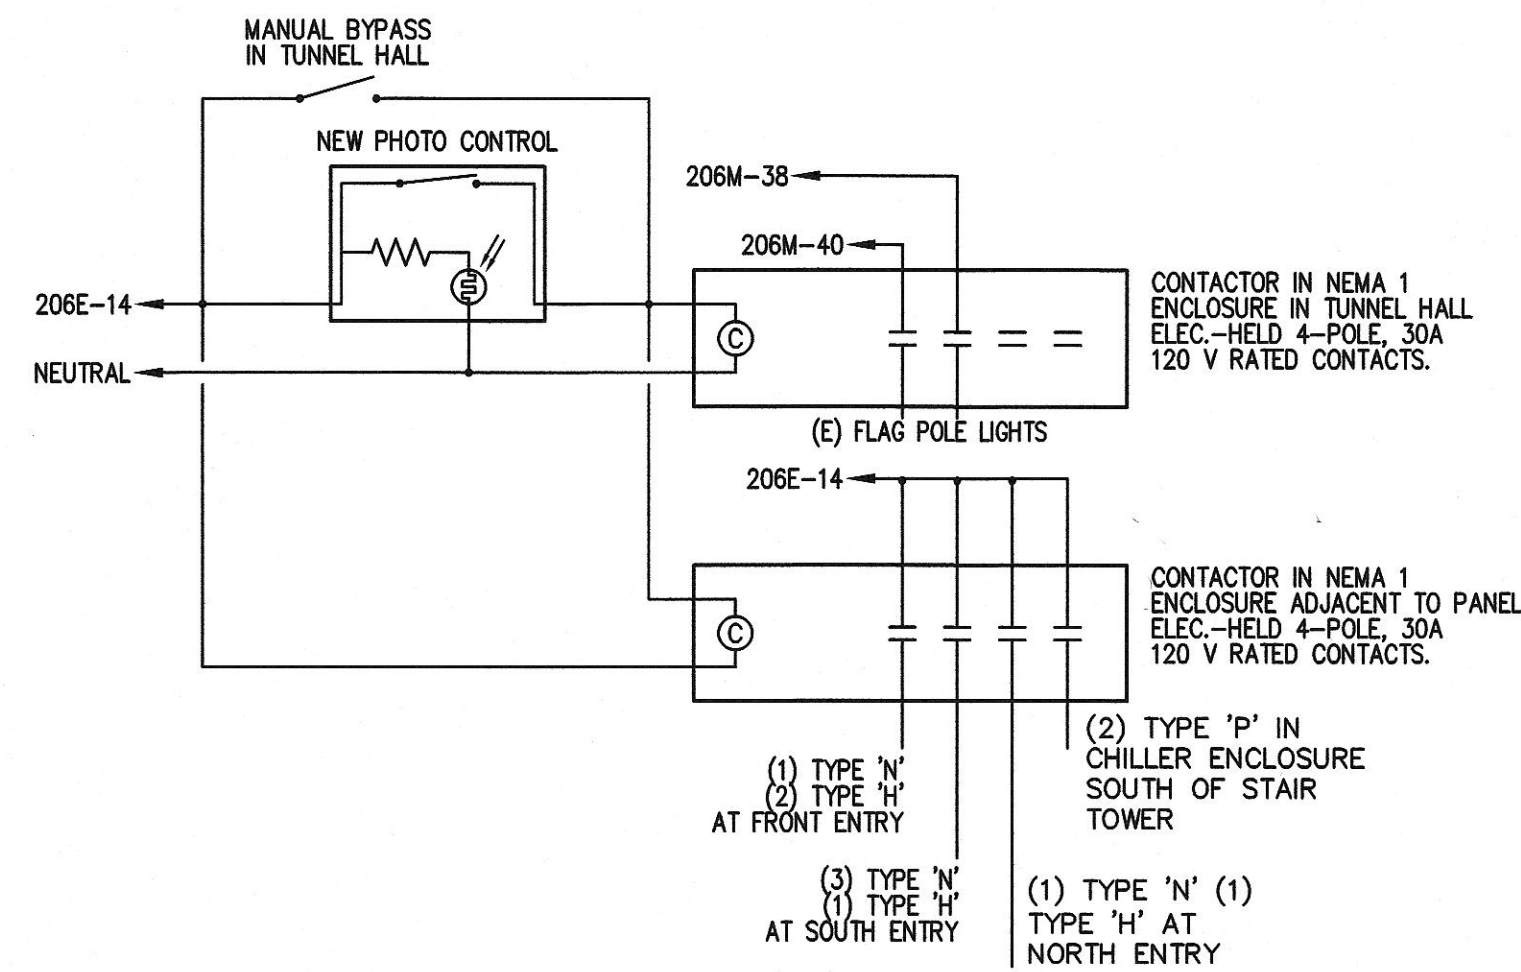 MANUAL BYPASS
IN TUNNEL HALL
NEW PHOTO CONTROL
206M-38
206M-40
206E-14
NEUTRAL
C
CONTACTOR IN NEMA 1
ENCLOSURE IN TUNNEL HALL
ELEC.-HELD 4-POLE, 30A
120 V RATED CONTACTS.
(E) FLAG POLE LIGHTS
206E-14
C
CONTACTOR IN NEMA 1
ENCLOSURE ADJACENT TO PANEL
ELEC.-HELD 4-POLE, 30A
120 V RATED CONTACTS.
(1) TYPE 'N'
(2) TYPE 'H'
AT FRONT ENTRY
(2) TYPE 'P' IN
CHILLER ENCLOSURE
SOUTH OF STAIR
TOWER
(3) TYPE 'N'
(1) TYPE 'H'
AT SOUTH ENTRY
(1) TYPE 'N' (1)
TYPE 'H' AT
NORTH ENTRY